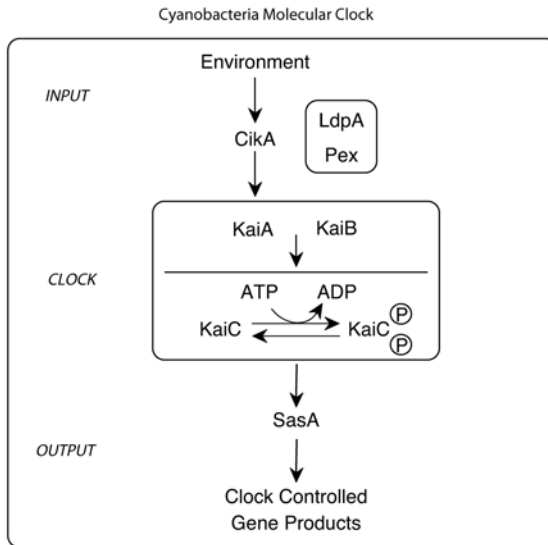 Cyanobacteria Molecular Clock
Environment
INPUT
LdpA
CikA
Pex
KaiA KaiB
CLOCK
ATP ADP
KaiC KaiC P
P
SasA
OUTPUT
Clock Controlled
Gene Products